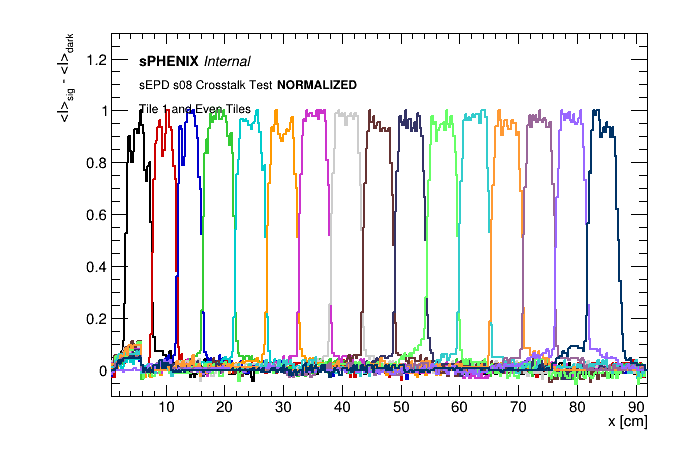 <I>sig - <I>dark
sPHENIX Internal
sEPD s08 Crosstalk Test NORMALIZED
Tile 1 and Even Tiles
1.2
1
0.8
0.6
0.4
0.2
0
10 20 30 40 50 60 70 80 90
x [cm]